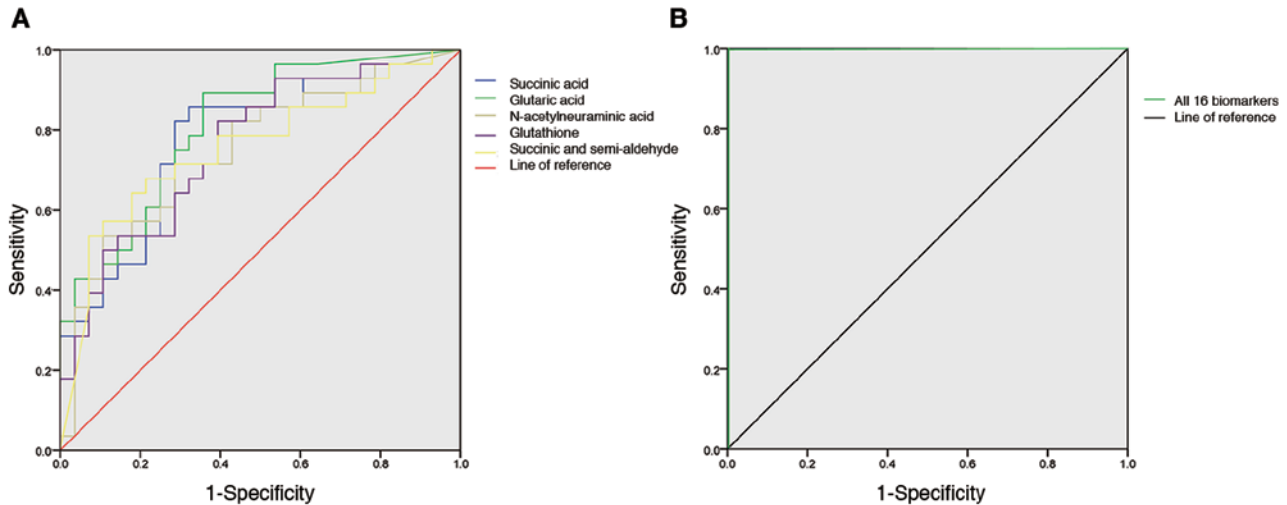 A
1.0
0.8
0.6
0.4
0.2
0.0
0.0 0.2 0.4 0.6 0.8 1.0
Sensitivity
1-Specificity
Succinic acid
Glutaric acid
N-acetylneuraminic acid
Glutathione
Succinic and semi-aldehyde
Line of reference
B
1.0
0.8
0.6
0.4
0.2
0.0
0.0 0.2 0.4 0.6 0.8 1.0
Sensitivity
1-Specificity
All 16 biomarkers
Line of reference